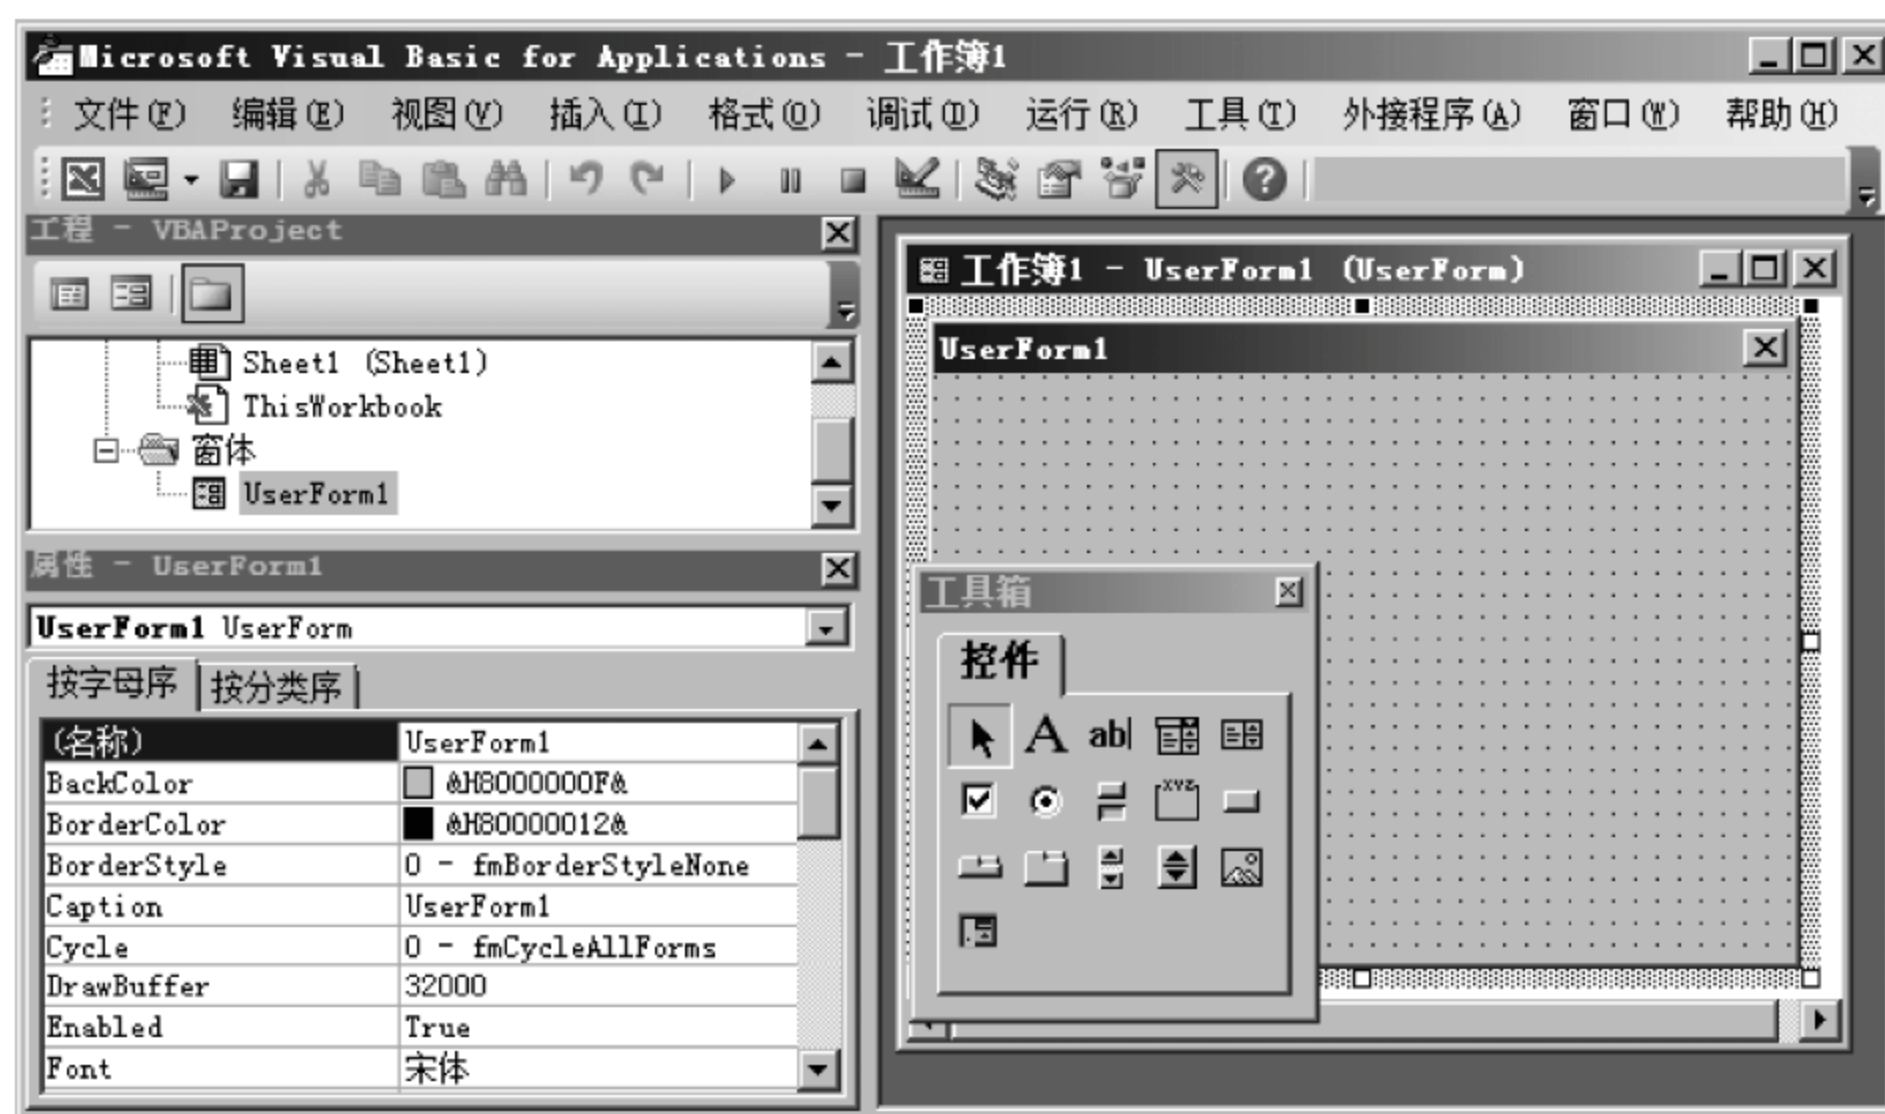 Microsoft Visual Basic for Applications - 工作簿1
文件(F) 编辑(E) 视图(V) 插入(I) 格式(O) 调试(D) 运行(R) 工具(T) 外接程序(A) 窗口(W) 帮助(H)
工程 - VBAProject
Sheet1 (Sheet1)
ThisWorkbook
窗体
UserForm1
属性 - UserForm1
UserForm1 UserForm
按字母序 按分类序
(名称) UserForm1
BackColor &H8000000F&
BorderColor &H80000012&
BorderStyle 0 - fmBorderStyleNone
Caption UserForm1
Cycle 0 - fmCycleAllForms
DrawBuffer 32000
Enabled True
Font 宋体
工作簿1 - UserForm1 (UserForm)
UserForm1
工具箱
控件
A ab|
xyz